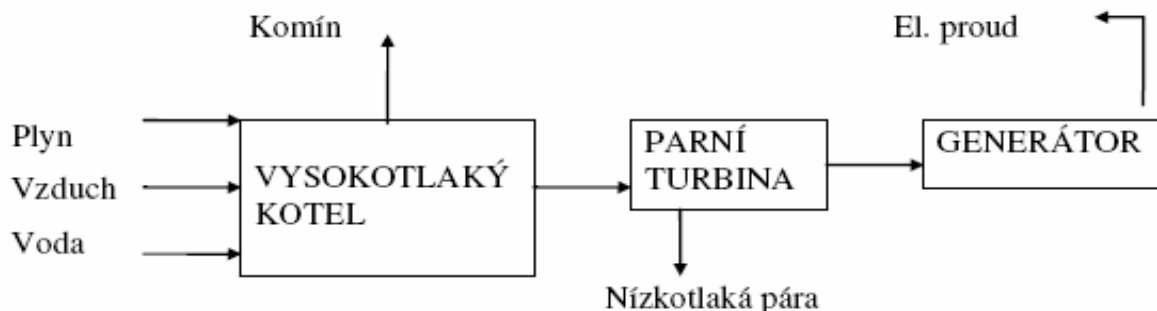 Komín
El. proud
Plyn
Vzduch
Voda
VYSOKOTLAKÝ
KOTEL
PARNÍ
TURBINA
GENERÁTOR
Nízkotlaká pára